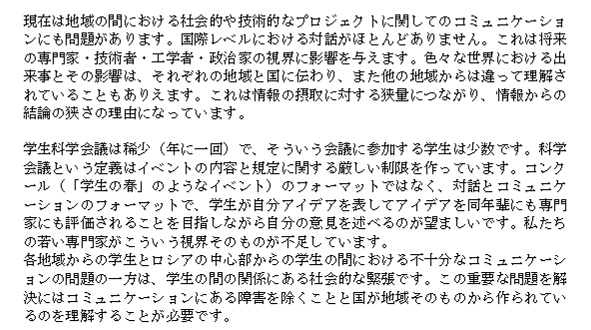 現在は地域の間における社会的や技術的なプロジェクトに関してのコミュニケーショ
ンにも問題があります。国際レベルにおける対話がほとんどありません。これは将来
の専門家・技術者・工学者・政治家の視界に影響を与えます。色々な世界における出
来事とその影響は、それぞれの地域と国に伝わり、また他の地域からは違って理解さ
れていることもありえます。これは情報の摂取に対する狭量につながり、情報からの
結論の狭さの理由になっています。
学生科学会議は稀少（年に一回）で、そういう会議に参加する学生は少数です。科学
会議という定義はイベントの内容と規定に関する厳しい制限を作っています。コンク
ール（「学生の春」のようなイベント）のフォーマットではなく、対話とコミュニケ
ーションのフォーマットで、学生が自分アイデアを表してアイデアを同年輩にも専門
家にも評価されることを目指しながら自分の意見を述べるのが望ましいです。私たち
の若い専門家がこういう視界そのものが不足しています。
各地域からの学生とロシアの中心部からの学生の間における不十分なコミュニケーシ
ョンの問題の一方は、学生の間の関係にある社会的な緊張です。この重要な問題を解
決にはコミュニケーションにある障害を除くことと国が地域そのものから作られてい
るのを理解することが必要です。